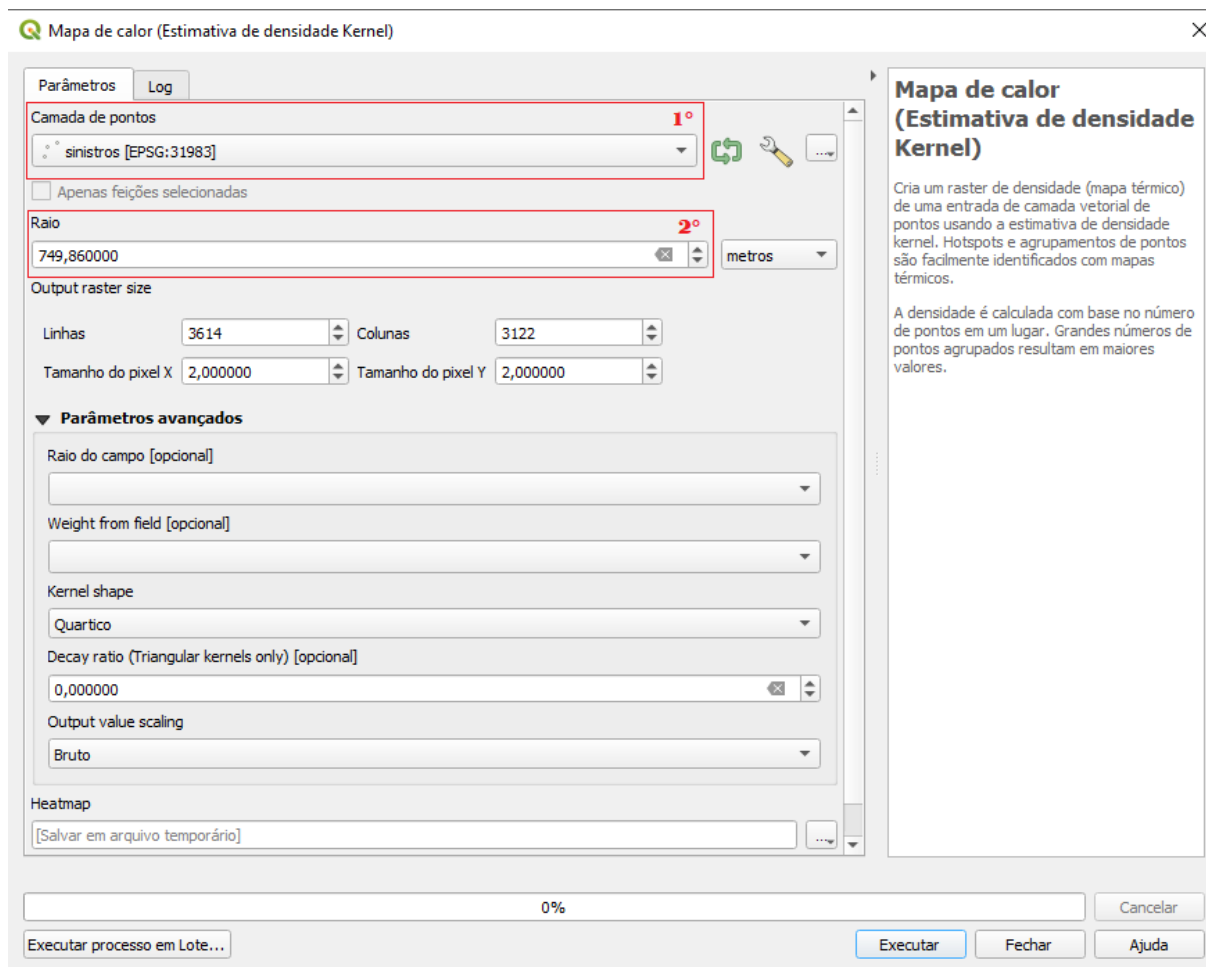 Mapa de calor (Estimativa de densidade Kernel)
Parâmetros
Log
Camada de pontos
1°
sinistros [EPSG:31983]
...
Apenas feições selecionadas
Raio
2°
749,860000
metros
Output raster size
Linhas
3614
Colunas
3122
Tamanho do pixel X
2,000000
Tamanho do pixel Y
2,000000
Parâmetros avançados
Raio do campo [opcional]
Weight from field [opcional]
Kernel shape
Quartico
Decay ratio (Triangular kernels only) [opcional]
0,000000
Output value scaling
Bruto
Heatmap
[Salvar em arquivo temporário]
...
Mapa de calor
(Estimativa de densidade
Kernel)
Cria um raster de densidade (mapa térmico)
de uma entrada de camada vetorial de
pontos usando a estimativa de densidade
kernel. Hotspots e agrupamentos de pontos
são facilmente identificados com mapas
térmicos.
A densidade é calculada com base no número
de pontos em um lugar. Grandes números de
pontos agrupados resultam em maiores
valores.
0%
Cancelar
Executar processo em Lote...
Executar
Fechar
Ajuda